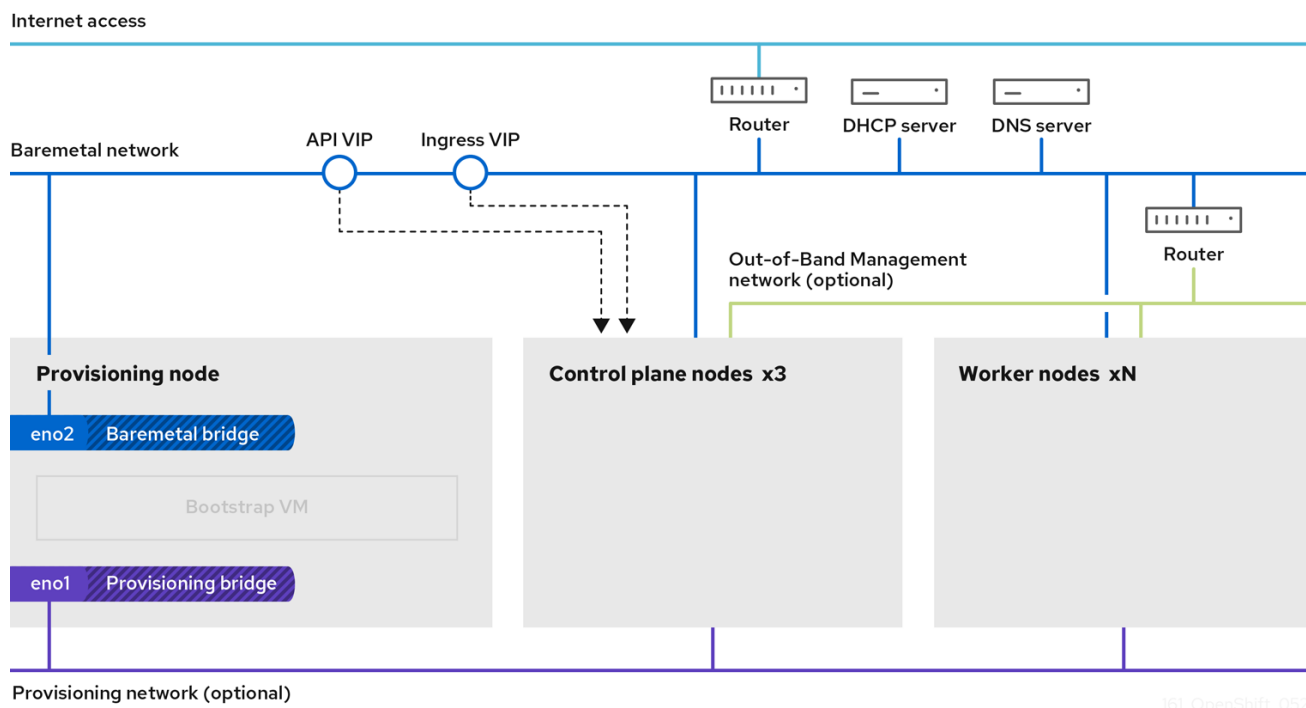 Internet access
Router
DHCP server
DNS server
Baremetal network
API VIP
Ingress VIP
Router
Out-of-Band Management
network (optional)
Provisioning node
Control plane nodes x3
Worker nodes xN
eno2
Baremetal bridge
Bootstrap VM
eno1
Provisioning bridge
Provisioning network (optional)
161_OpenShift_052